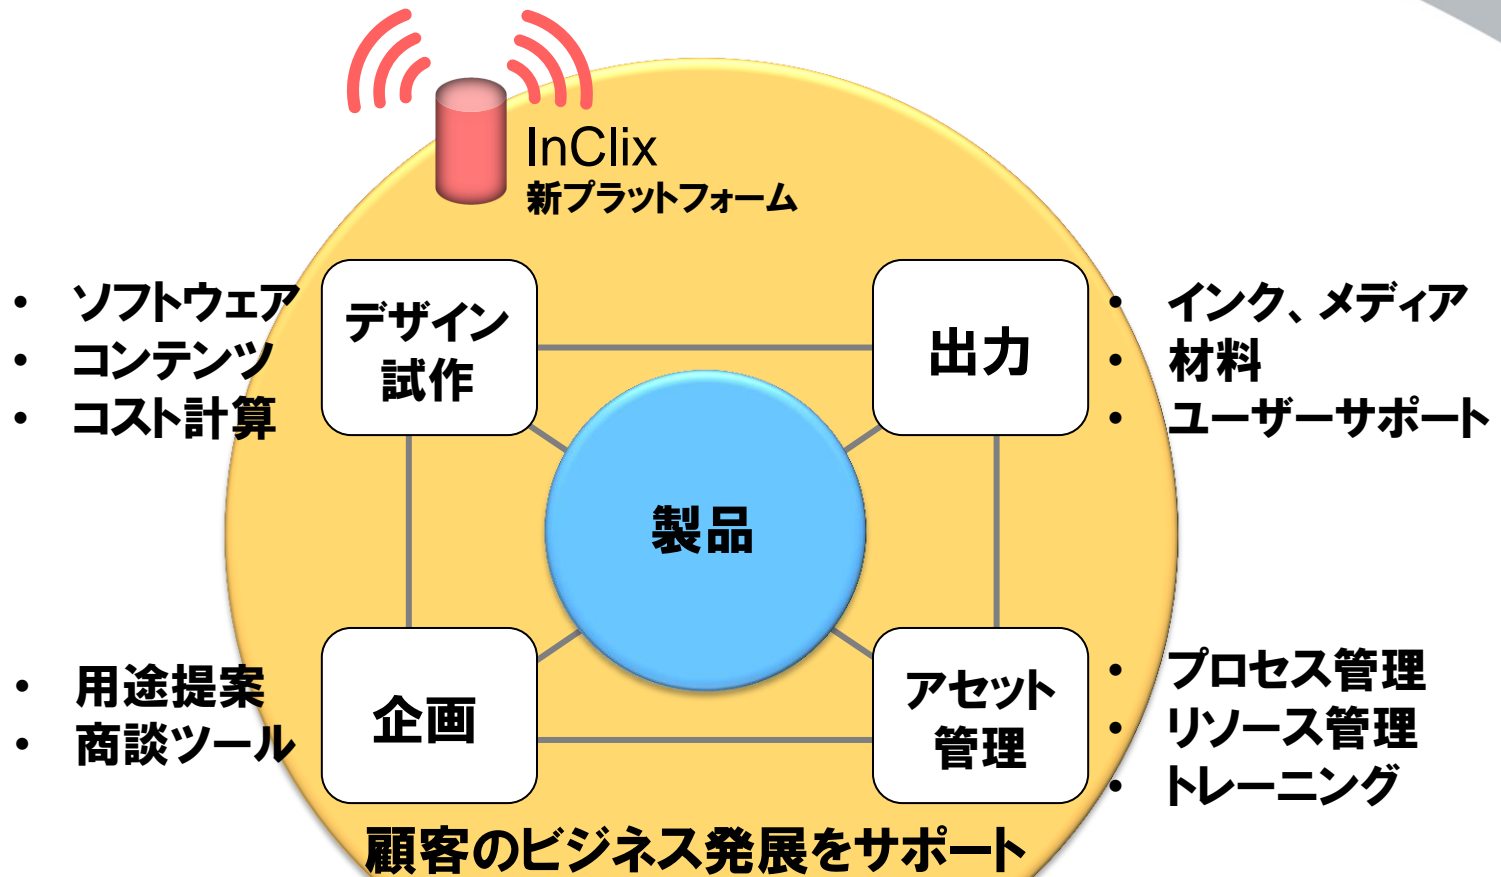 InClix
新プラットフォーム
• ソフトウェア
• コンテンツ
• コスト計算
デザイン
試作
出力
• インク、メディア
• 材料
• ユーザーサポート
製品
• 用途提案
• 商談ツール
企画
アセット
管理
• プロセス管理
• リソース管理
• トレーニング
顧客のビジネス発展をサポート